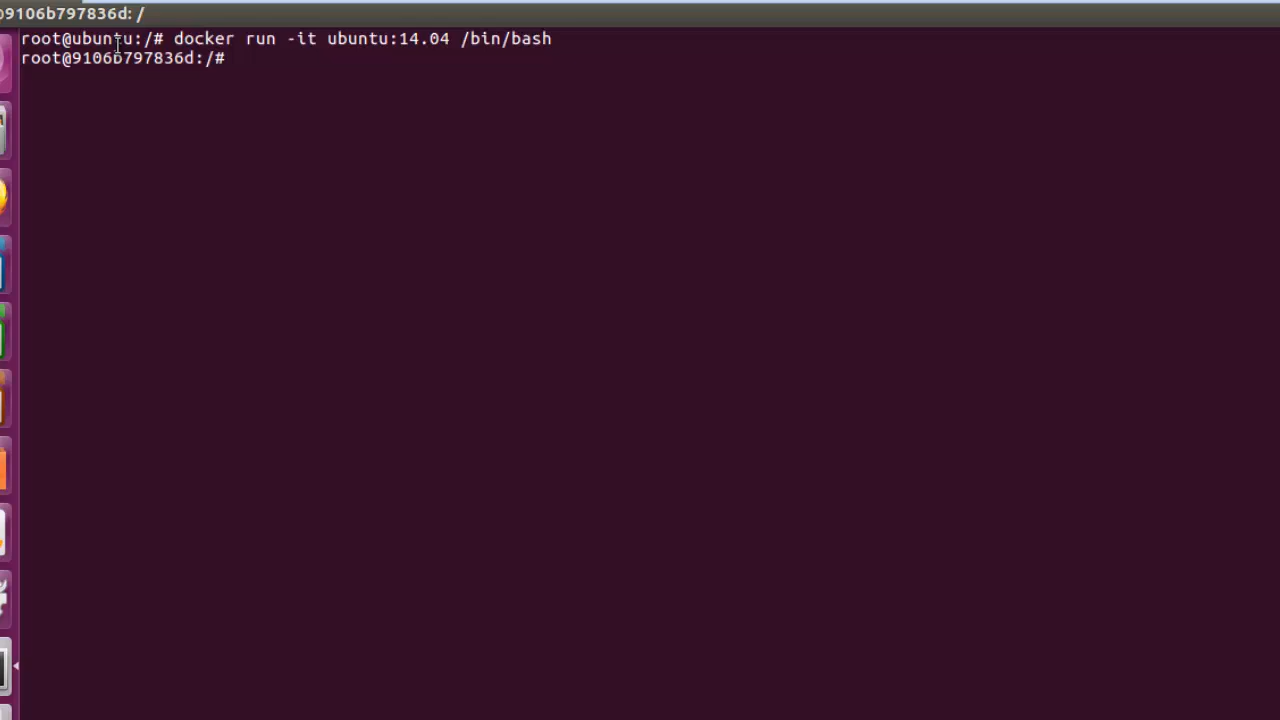 9106b797836d: /
root@ubuntu:/# docker run -it ubuntu:14.04 /bin/bash
root@9106b797836d:/#